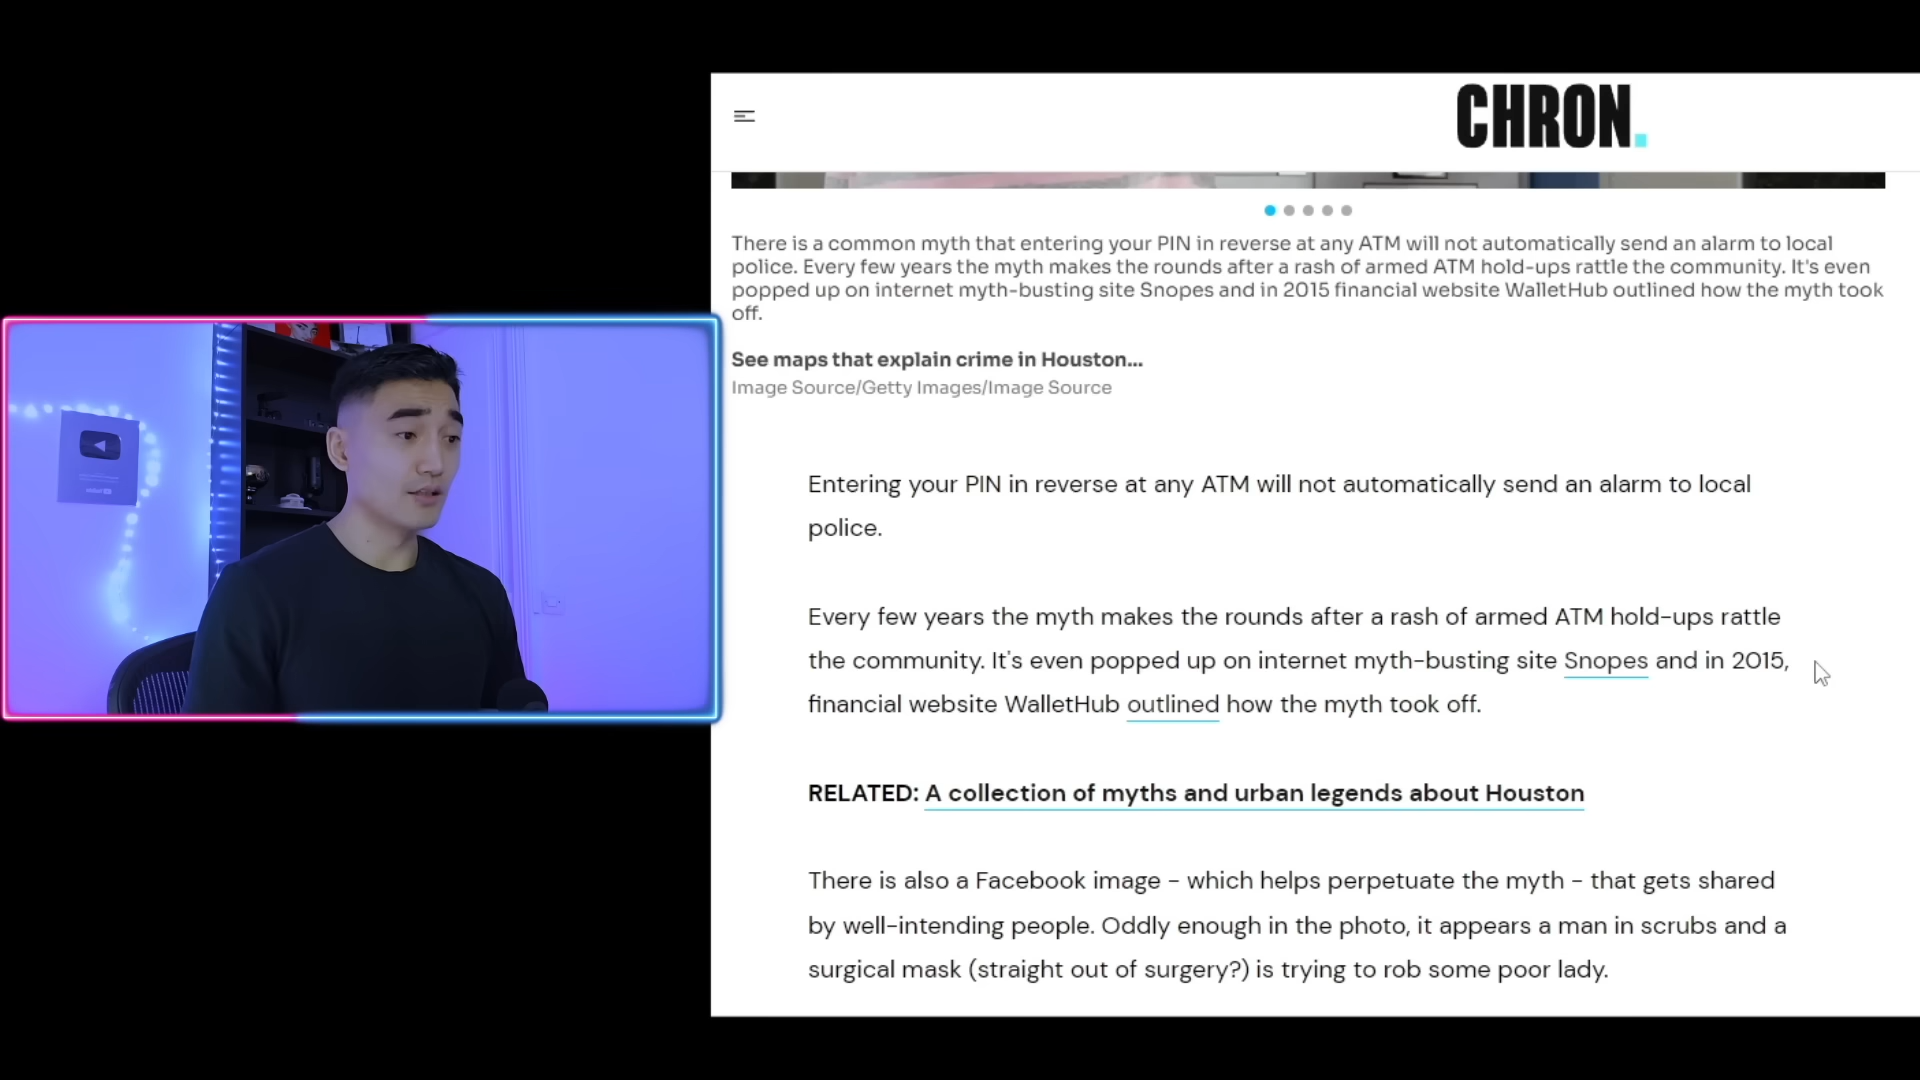 CHRON.
There is a common myth that entering your PIN in reverse at any ATM will not automatically send an alarm to local
police. Every few years the myth makes the rounds after a rash of armed ATM hold-ups rattle the community. It's even
popped up on internet myth-busting site Snopes and in 2015 financial website WalletHub outlined how the myth took
off.
See maps that explain crime in Houston...
Image Source/Getty Images/Image Source
Entering your PIN in reverse at any ATM will not automatically send an alarm to local
police.
Every few years the myth makes the rounds after a rash of armed ATM hold-ups rattle
the community. It's even popped up on internet myth-busting site Snopes and in 2015,
financial website WalletHub outlined how the myth took off.
RELATED: A collection of myths and urban legends about Houston
There is also a Facebook image - which helps perpetuate the myth - that gets shared
by well-intending people. Oddly enough in the photo, it appears a man in scrubs and a
surgical mask (straight out of surgery?) is trying to rob some poor lady.